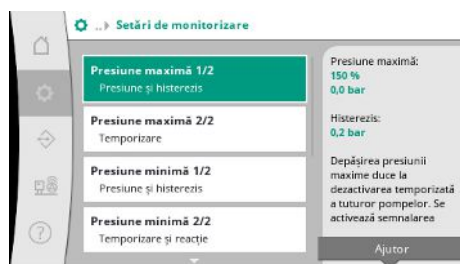 ..▸ Setări de monitorizare
Presiune maximă 1/2
Presiune și histerezis
Presiune maximă 2/2
Temporizare
Presiune minimă 1/2
Presiune și histerezis
Presiune minimă 2/2
Temporizare și reacție
Presiune maximă:
150 %
0,0 bar
Histerezis:
0,2 bar
Depășirea presiunii
maxime duce la
dezactivarea temporizată
a tuturor pompelor. Se
activează semnalarea
Ajutor